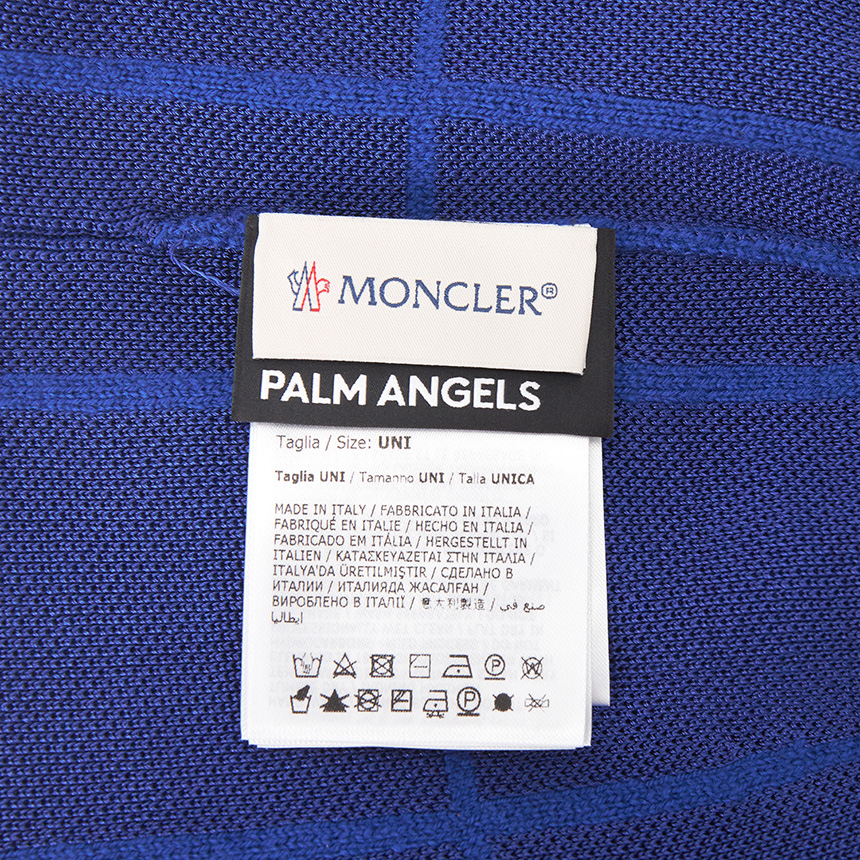 MONCLER®
PALM ANGELS
Taglia / Size: UNI
Taglia UNI / Tamanho UNI / Talla UNICA
MADE IN ITALY / FABBRICATO IN ITALIA /
FABRIQUÉ EN ITALIE / HECHO EN ITALIA /
FABRICADO EM ITÁLIA / HERGESTELLT IN
ITALIEN / ΚΑΤΑΣΚΕΥΑΖΕΤΑΙ ΣΤΗΝ ΙΤΑΛΙΑ /
ITALYA'DA ÜRETILMIŞTIR / СДЕЛАНО В
ИТАЛИИ / ИТАЛИЯДА ЖАСАЛҒАН /
ВИРОБЛЕНО В ІТАЛІЇ / 意大利製造 / صنع في
إيطاليا
P W
P